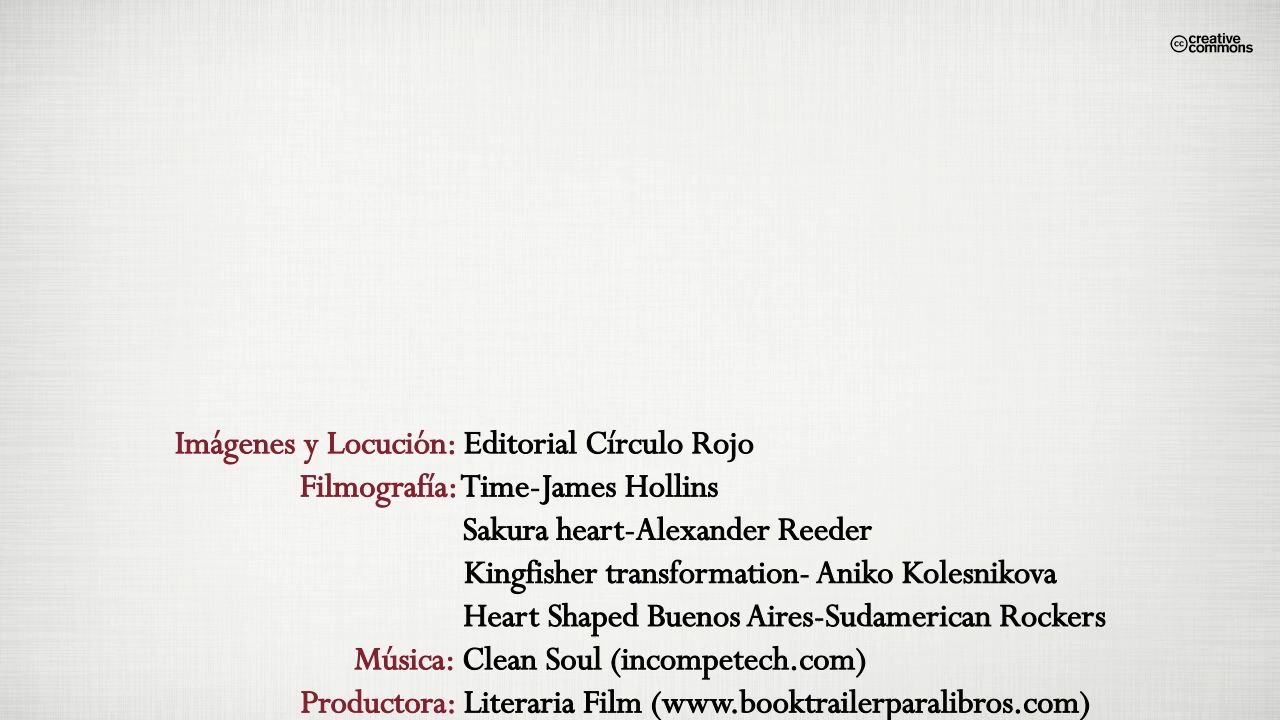 cc creative
commons
Imágenes y Locución: Editorial Círculo Rojo
Filmografía: Time-James Hollins
Sakura heart-Alexander Reeder
Kingfisher transformation- Aniko Kolesnikova
Heart Shaped Buenos Aires-Sudamerican Rockers
Música: Clean Soul (incompetech.com)
Productora: Literaria Film (www.booktrailerparalibros.com)